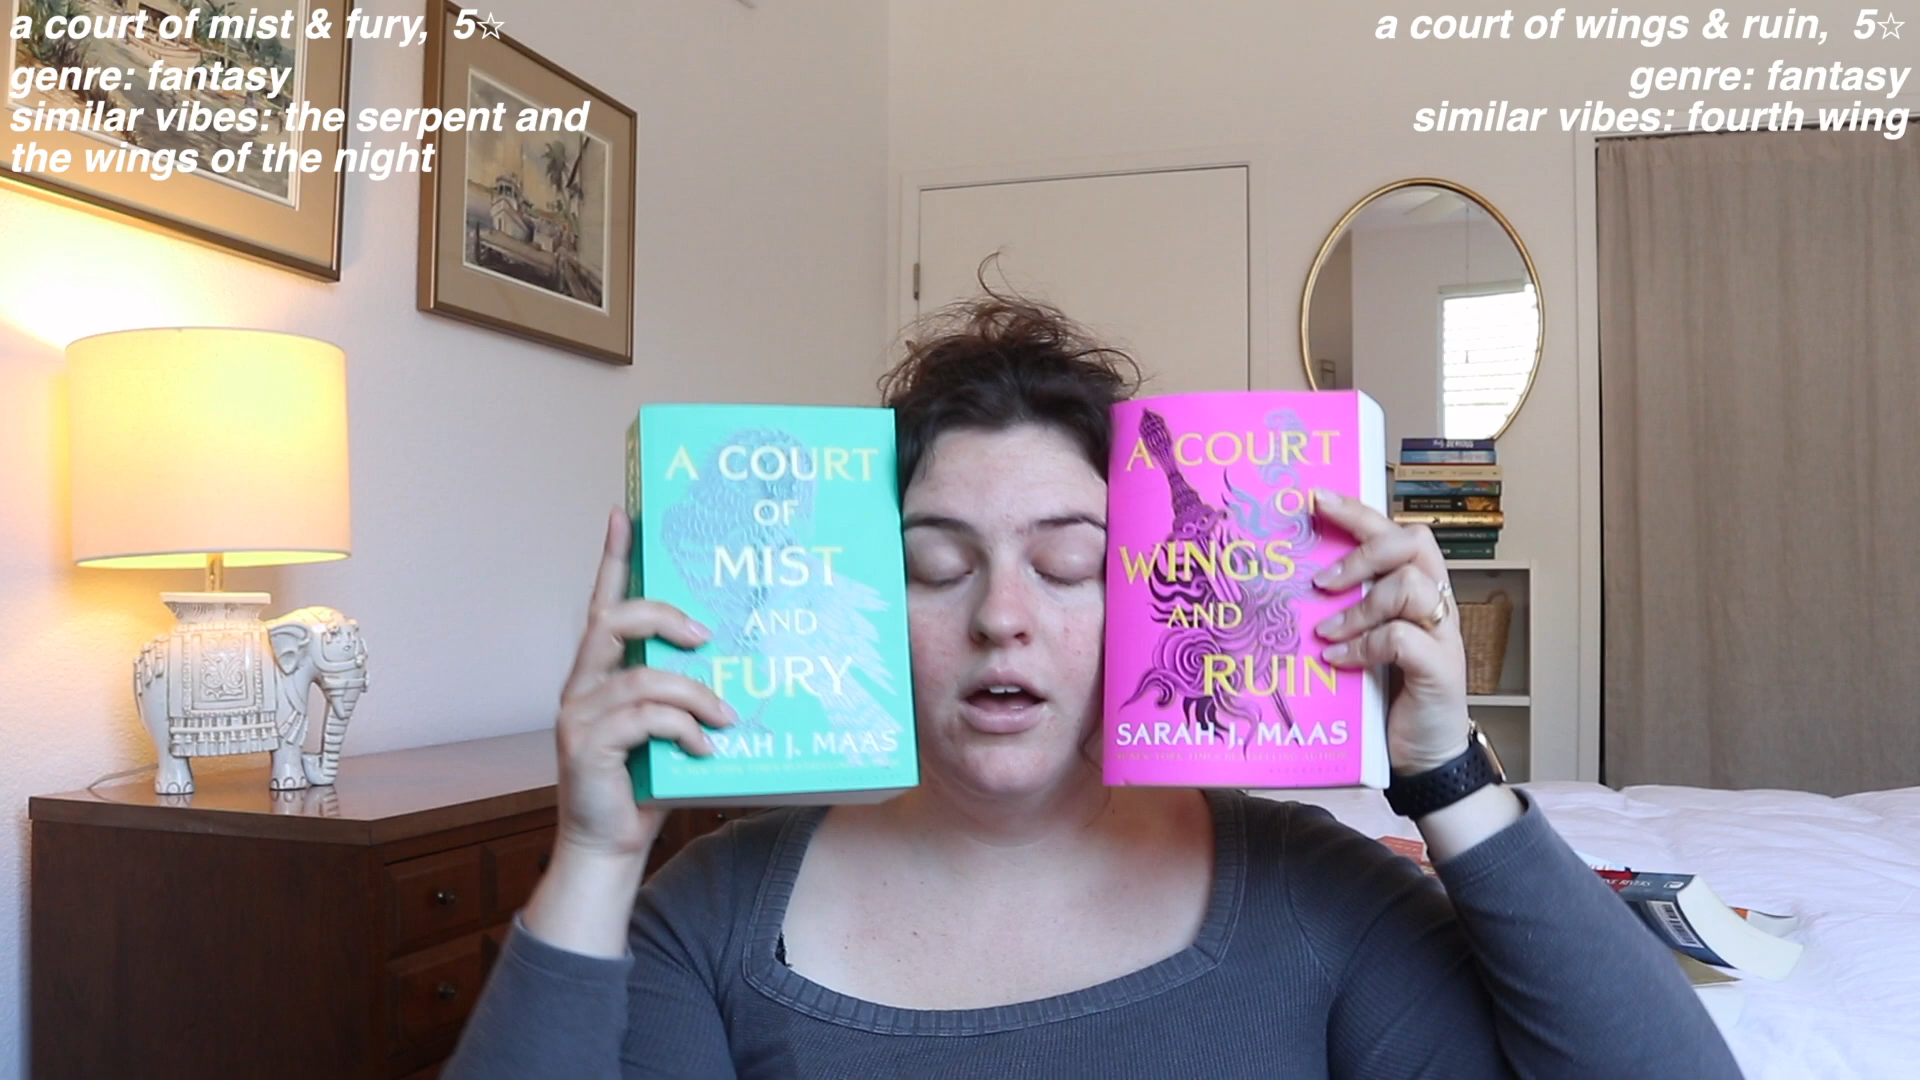 a court of mist & fury, 5☆
genre: fantasy
similar vibes: the serpent and
the wings of the night
a court of wings & ruin, 5☆
genre: fantasy
similar vibes: fourth wing
A COURT
OF
MIST
AND
FURY
SARAH J. MAAS
A COURT
OF
WINGS
AND
RUIN
SARAH J. MAAS